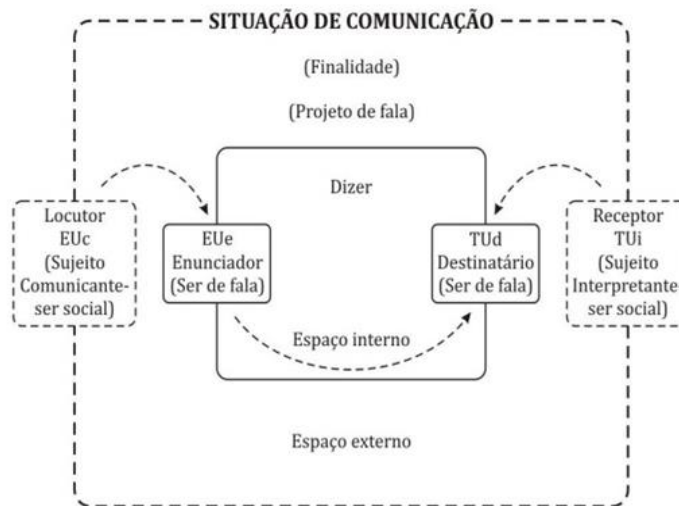 SITUAÇÃO DE COMUNICAÇÃO
(Finalidade)
(Projeto de fala)
Dizer
Locutor
EUc
(Sujeito
Comunicante-
ser social)
EUe
Enunciador
(Ser de fala)
TUd
Destinatário
(Ser de fala)
Receptor
TUi
(Sujeito
Interpretante-
ser social)
Espaço interno
Espaço externo